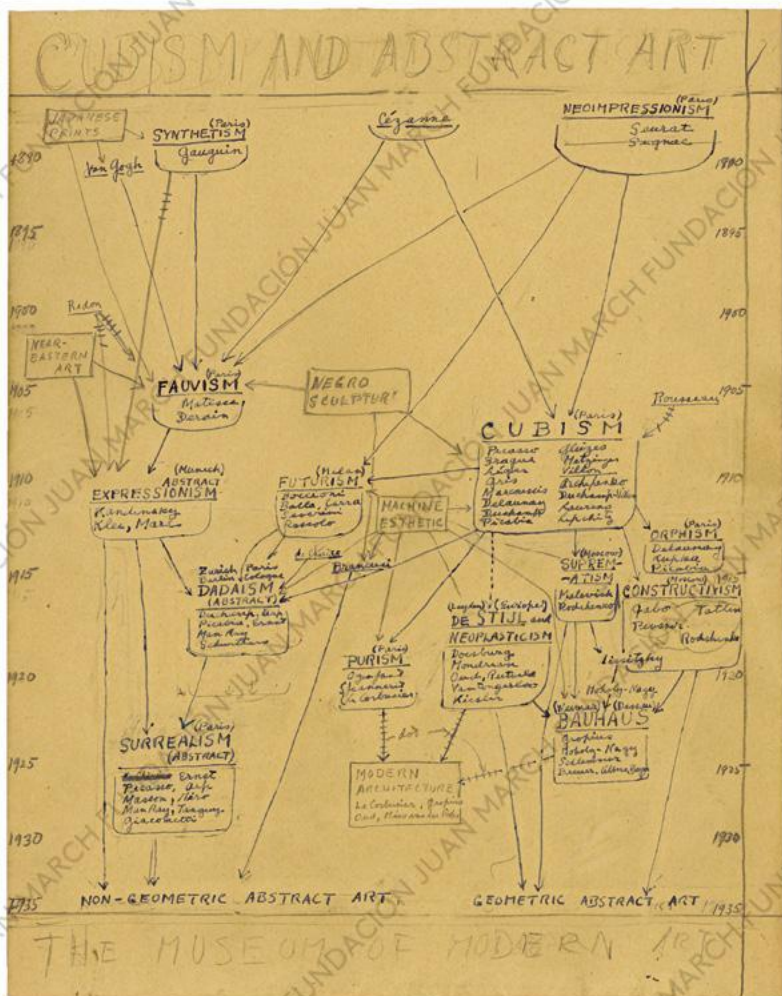 CUBISM AND ABSTRACT ART
JAPANESE PRINTS
(Paris)
SYNTHETISM
Gauguin
Van Gogh
Cézanne
(Paris)
NEOIMPRESSIONISM
Seurat
Signac
1890
1890
1895
1895
1900
1900
Redon
NEAR-
EASTERN
ART
(Paris)
FAUVISM
Matisse
Derain
NEGRO
SCULPTURE
1905
1905
Rousseau
(Paris)
CUBISM
Picasso
Braque
Léger
Gris
Marcoussis
Delaunay
Duchamp
Picabia
Gleizes
Metzinger
Villon
Archipenko
Duchamp-Villon
Laurens
Lipchitz
1910
1910
(Munich)
ABSTRACT
EXPRESSIONISM
Kandinsky
Klee, Marc
(Milan)
FUTURISM
Boccioni
Balla, Carra
Severini
Russolo
MACHINE
ESTHETIC
de Chirico
Brancusi
(Paris)
ORPHISM
Delaunay
Kupka
Picabia
1915
1915
Zurich Paris
Berlin, Cologne
DADAISM
(ABSTRACT)
Duchamp, Arp
Picabia, Ernst
Man Ray
Schwitters
(Moscow)
SUPREM-
ATISM
Malevich
Rodchenko
(Moscow)
CONSTRUCTIVISM
Gabo Tatlin
Pevsner
Rodchenko
Lissitzky
(Leyden) (Europe)
DE STIJL and
NEOPLASTICISM
Doesburg
Mondrian
Oud, Rietveld
Vantongerloo
Kiesler
(Paris)
PURISM
Ozenfant
Jeanneret
Le Corbusier
1920
1920
Moholy-Nagy
(Weimar) (Dessau)
BAUHAUS
Gropius
Moholy-Nagy
Schlemmer
Breuer, Albers, Bayer
(Paris)
SURREALISM
(ABSTRACT)
Ernst
Picasso, Arp
Masson, Miro
Man Ray, Tanguy
Giacometti
1925
1925
MODERN
ARCHITECTURE
Le Corbusier, Gropius
Oud, Mies van der Rohe
1930
1930
NON-GEOMETRIC ABSTRACT ART
GEOMETRIC ABSTRACT ART
1935
1935
THE MUSEUM OF MODERN ART
FUNDACIÓN JUAN MARCH